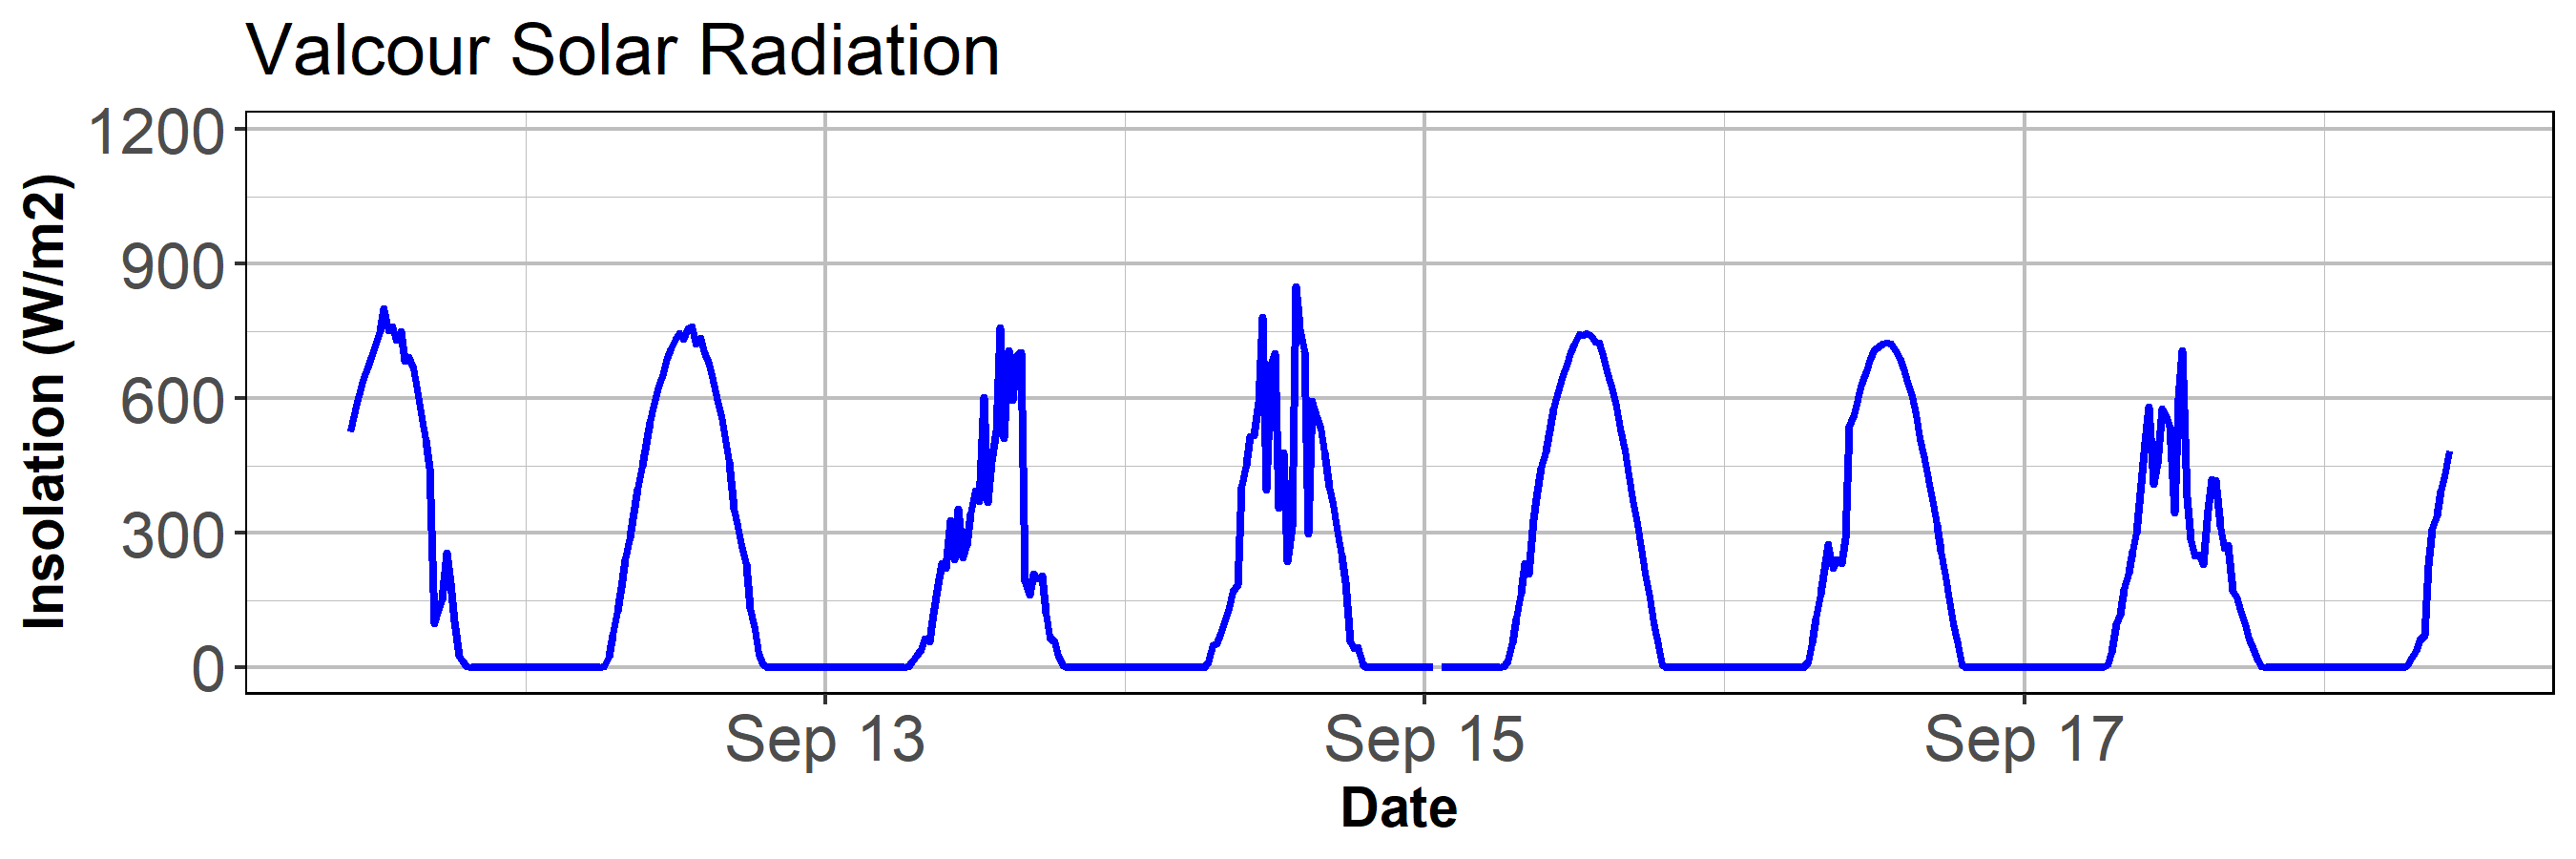 Valcour Solar Radiation
1200
900
600
300
0
Insolation (W/m2)
Sep 13
Sep 15
Sep 17
Date